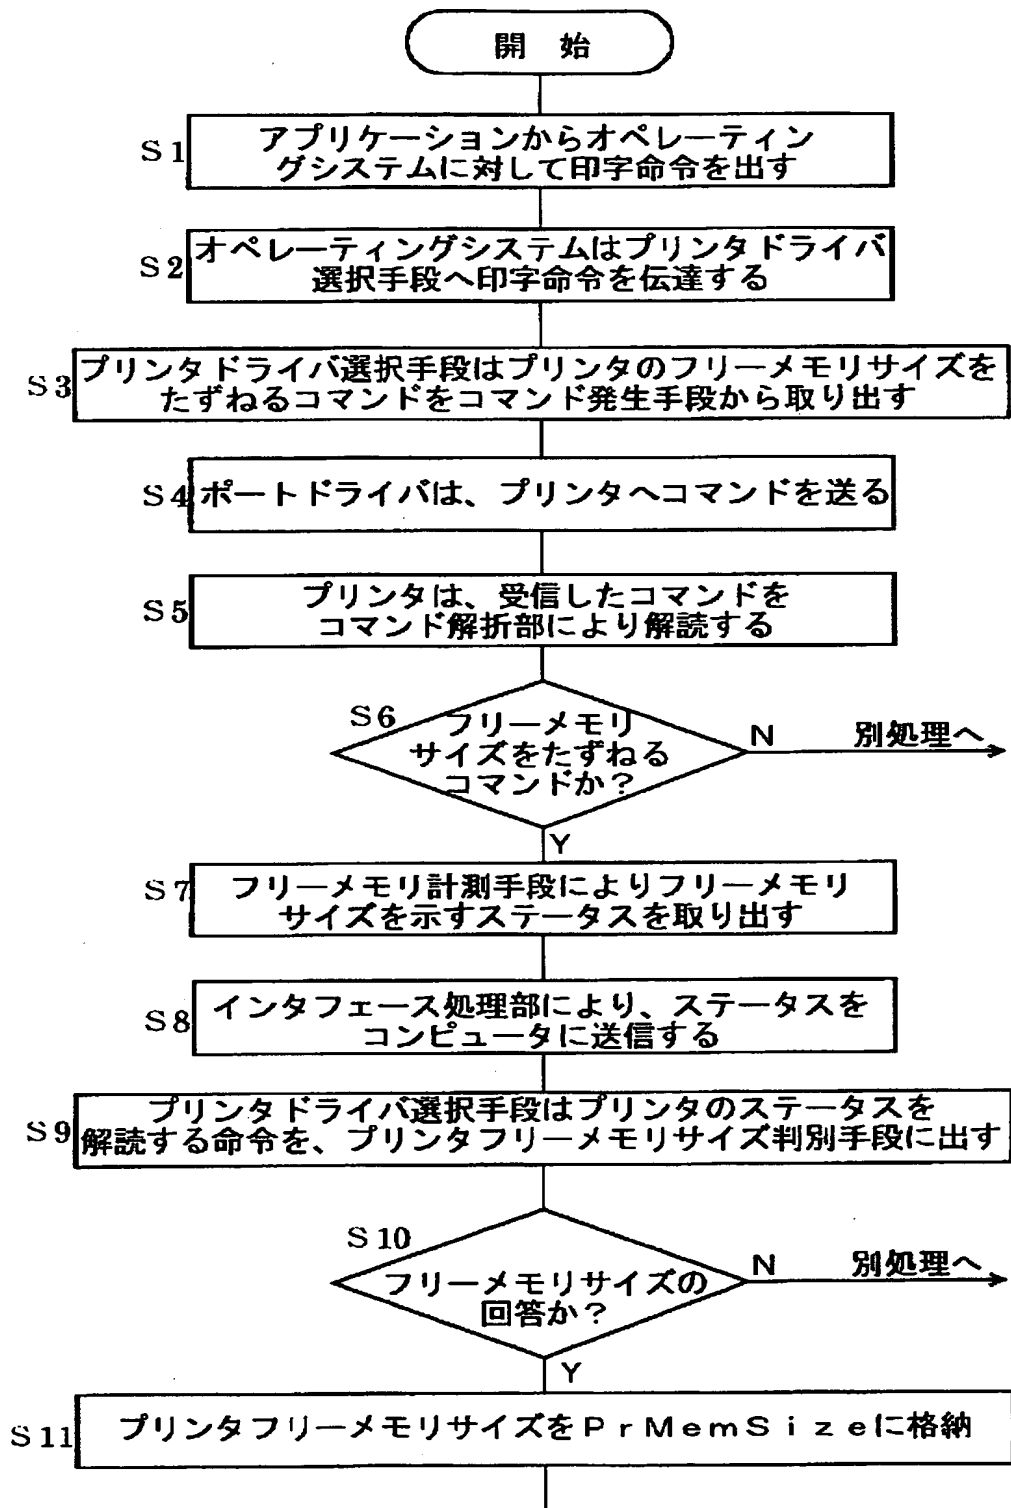 開 始
S1
アプリケーションからオペレーティン
グシステムに対して印字命令を出す
S2
オペレーティングシステムはプリンタドライバ
選択手段へ印字命令を伝達する
S3
プリンタドライバ選択手段はプリンタのフリーメモリサイズを
たずねるコマンドをコマンド発生手段から取り出す
S4
ポートドライバは、プリンタへコマンドを送る
S5
プリンタは、受信したコマンドを
コマンド解折部により解読する
S6
フリーメモリ
サイズをたずねる
コマンドか?
N 別処理へ
Y
S7
フリーメモリ計測手段によりフリーメモリ
サイズを示すステータスを取り出す
S8
インタフェース処理部により、ステータスを
コンピュータに送信する
S9
プリンタドライバ選択手段はプリンタのステータスを
解読する命令を、プリンタフリーメモリサイズ判別手段に出す
S10
フリーメモリサイズの
回答か?
N 別処理へ
Y
S11
プリンタフリーメモリサイズをPrMemSizeに格納